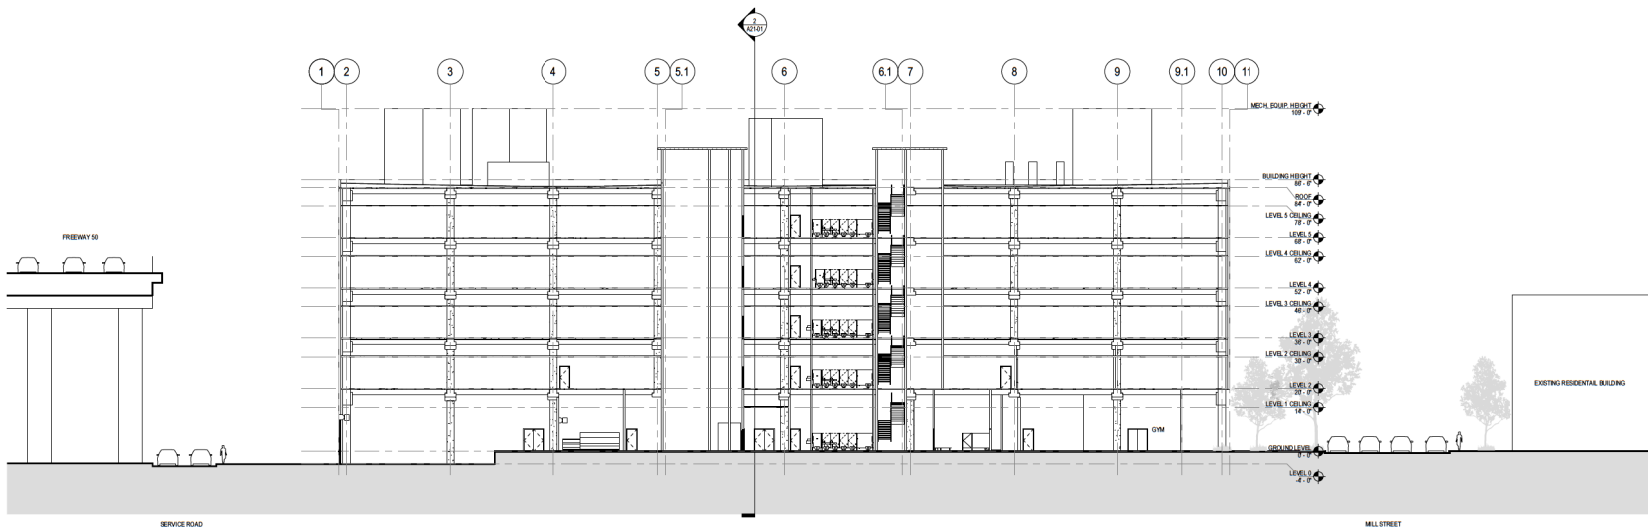 2
A21-01
1 2 3 4 5 5.1 6 6.1 7 8 9 9.1 10 11
MECH. EQUIP. HEIGHT
109' - 0"
BUILDING HEIGHT
86' - 6"
ROOF
84' - 0"
LEVEL 5 CEILING
78' - 0"
LEVEL 5
68' - 0"
LEVEL 4 CEILING
62' - 0"
LEVEL 4
52' - 0"
LEVEL 3 CEILING
46' - 0"
LEVEL 3
36' - 0"
LEVEL 2 CEILING
30' - 0"
LEVEL 2
20' - 0"
LEVEL 1 CEILING
14' - 0"
GROUND LEVEL
0' - 0"
LEVEL 0
-4' - 0"
FREEWAY 50
EXISTING RESIDENTAIL BUILDING
GYM
SERVICE ROAD
MILL STREET